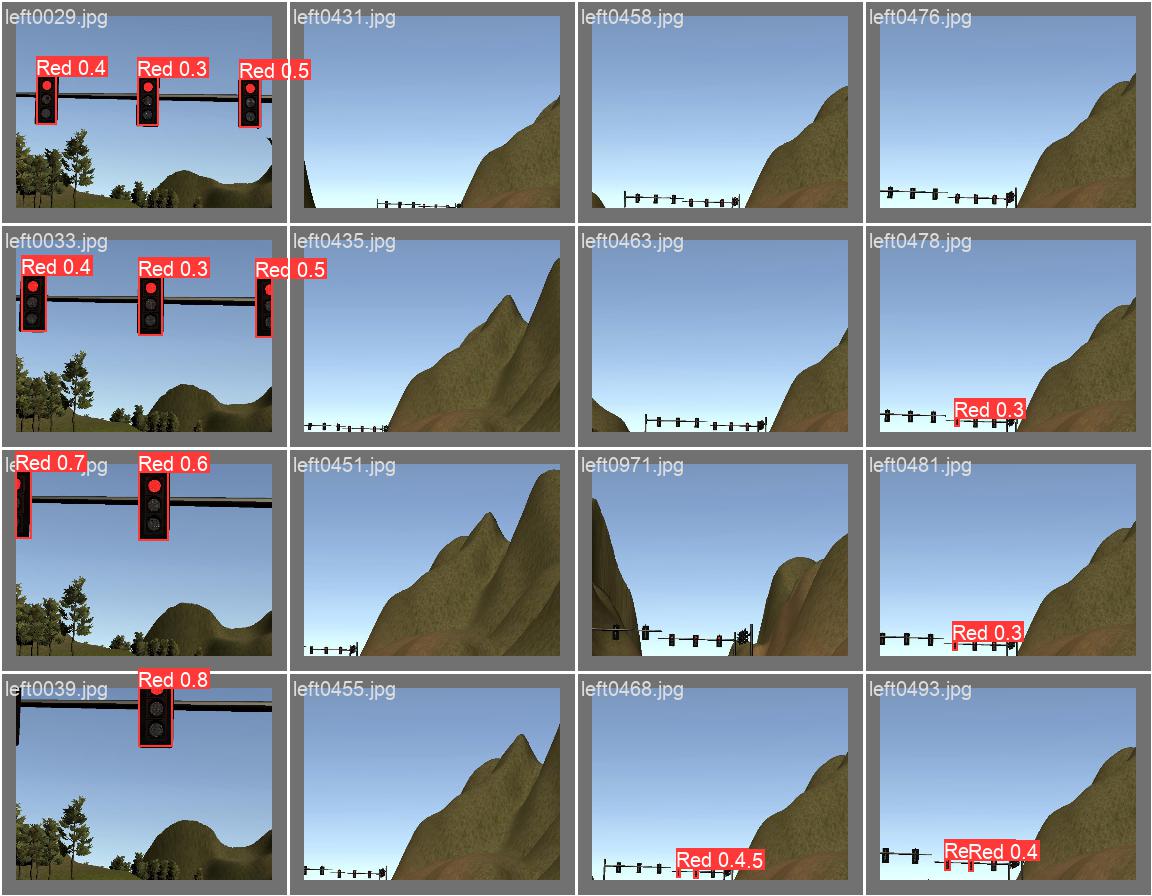 left0029.jpg
Red 0.4
Red 0.3
Red 0.5
left0431.jpg
left0458.jpg
left0476.jpg
left0033.jpg
Red 0.4
Red 0.3
Red 0.5
left0435.jpg
left0463.jpg
left0478.jpg
Red 0.3
Red 0.7
Red 0.6
left0451.jpg
left0971.jpg
left0481.jpg
Red 0.3
left0039.jpg
Red 0.8
left0455.jpg
left0468.jpg
Red 0.4.5
left0493.jpg
ReRed 0.4